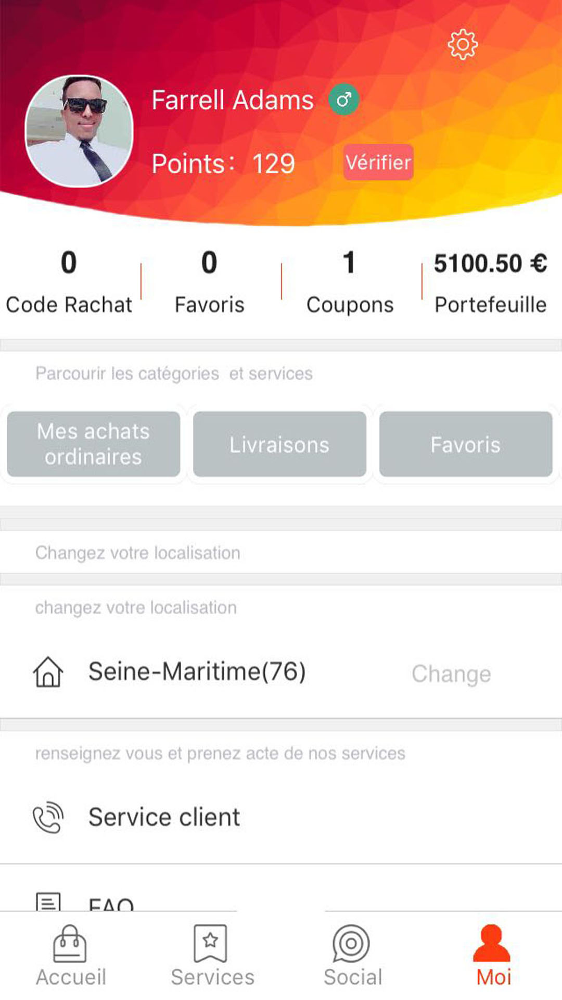 Farrell Adams
Points: 129
Vérifier
0
0
1
5100.50 €
Code Rachat
Favoris
Coupons
Portefeuille
Parcourir les catégories et services
Mes achats
ordinaires
Livraisons
Favoris
Changez votre localisation
changez votre localisation
Seine-Maritime(76)
Change
renseignez vous et prenez acte de nos services
Service client
FAQ
Accueil
Services
Social
Moi